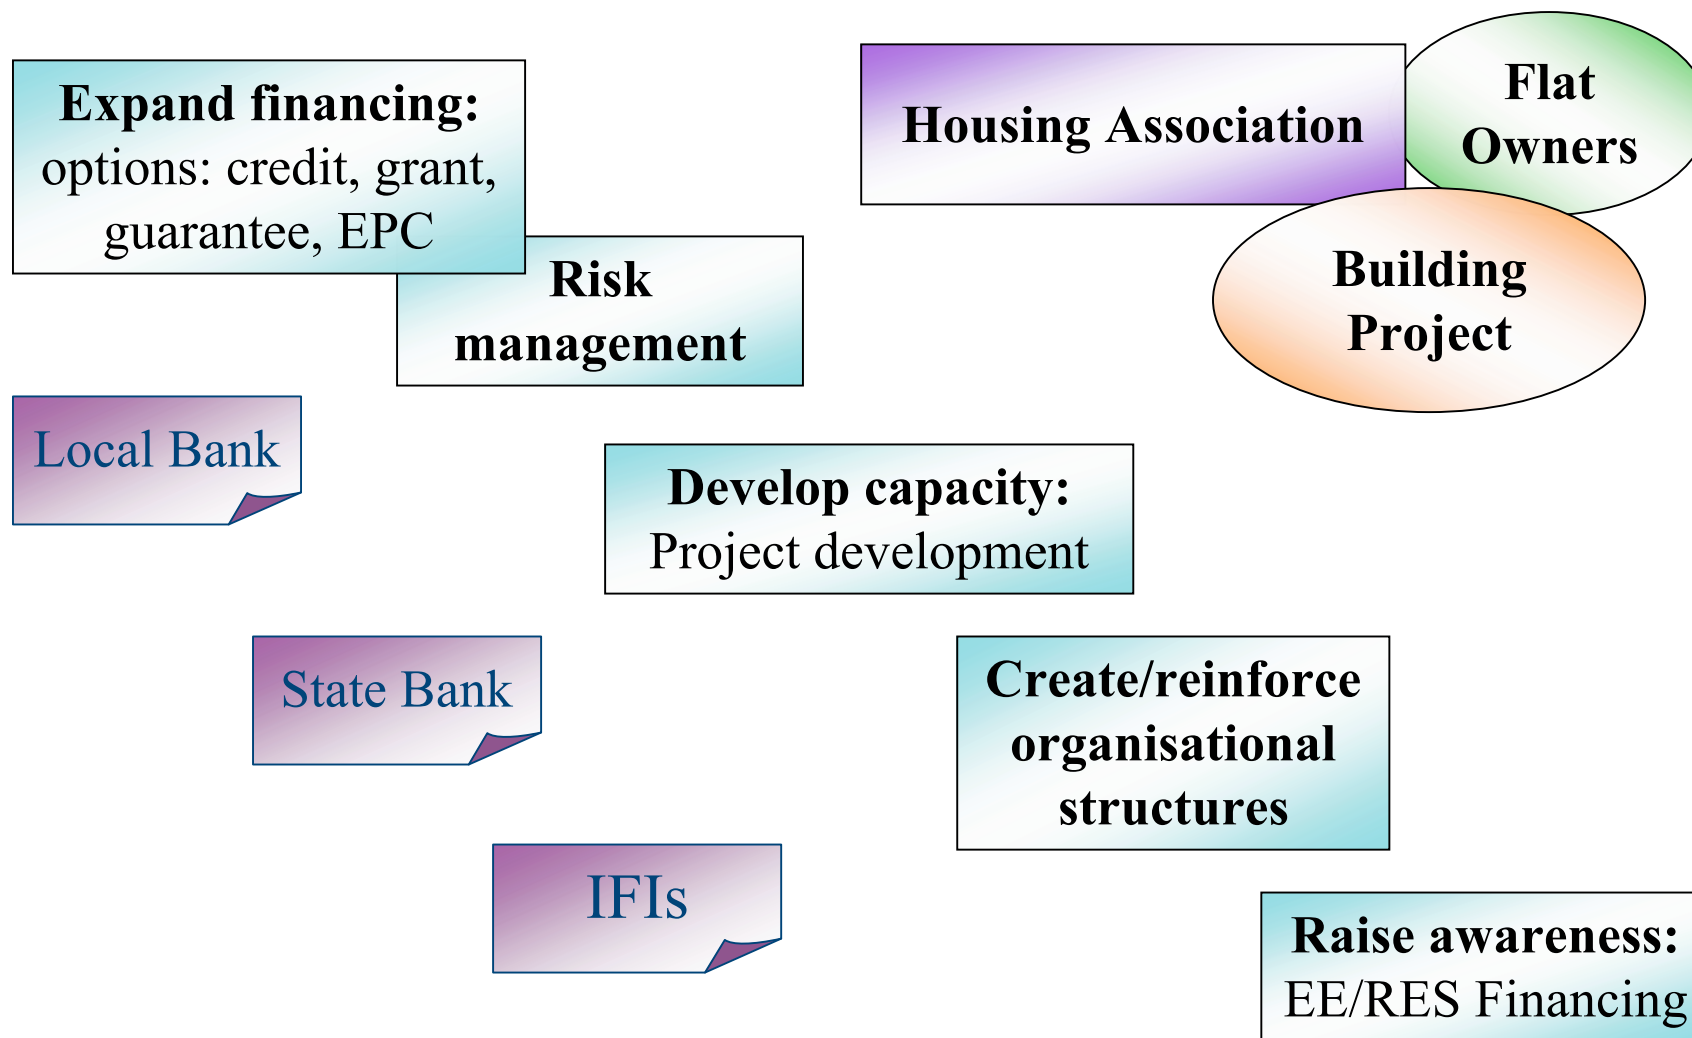 Expand financing:
options: credit, grant,
guarantee, EPC
Housing Association
Flat
Owners
Risk
management
Building
Project
Local Bank
Develop capacity:
Project development
State Bank
Create/reinforce
organisational
structures
IFIs
Raise awareness:
EE/RES Financing